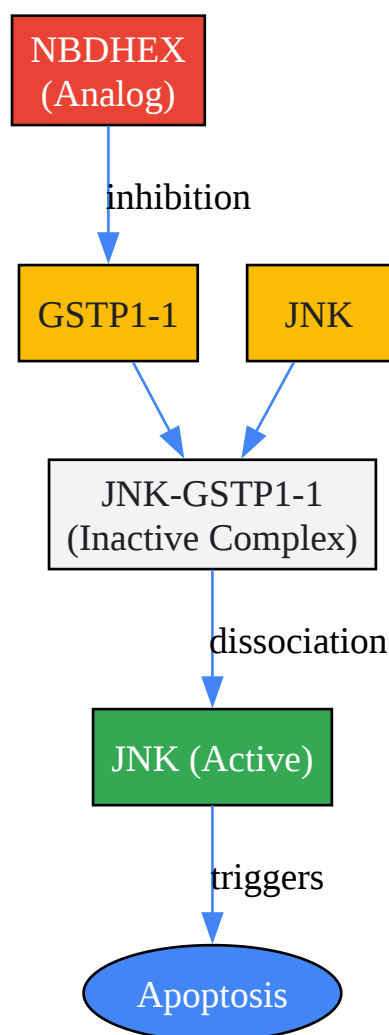 NBDHEX
(Analog)
inhibition
GSTP1-1
JNK
JNK-GSTP1-1
(Inactive Complex)
dissociation
JNK (Active)
triggers
Apoptosis